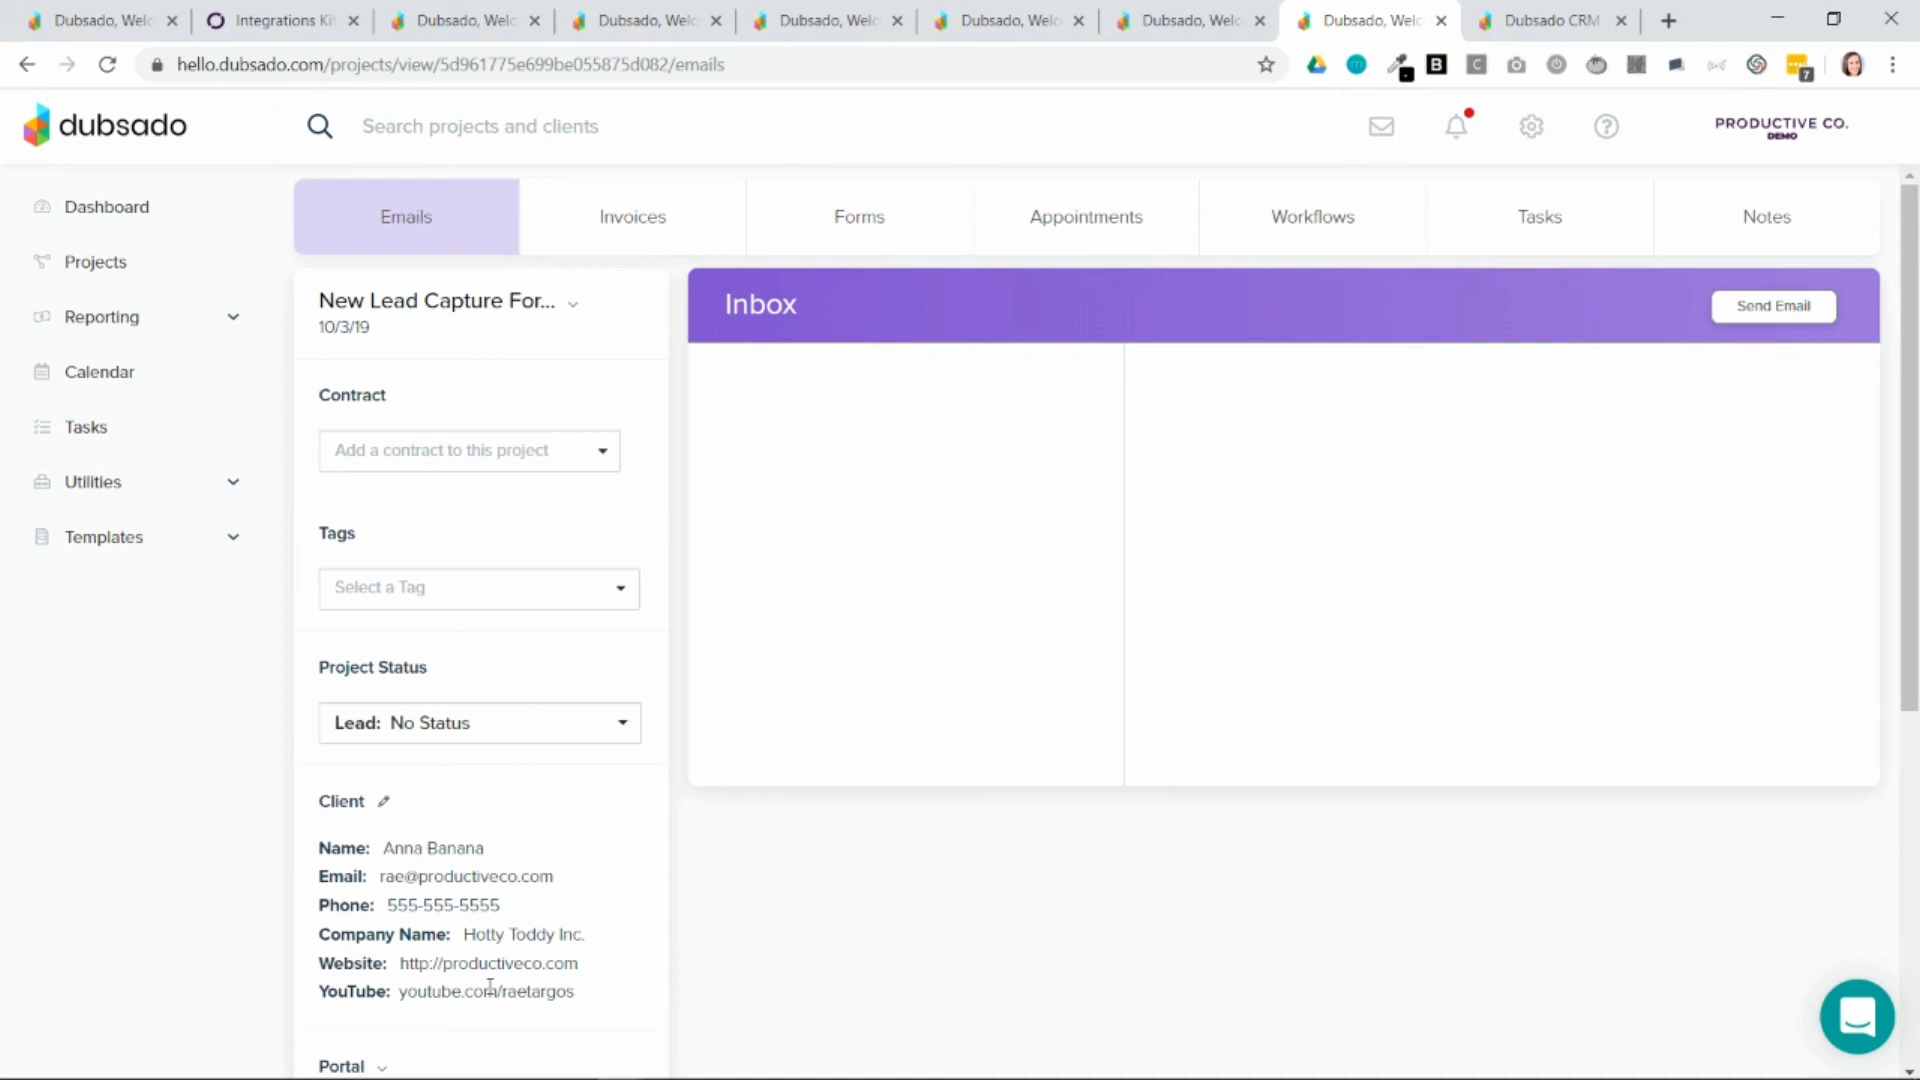 Dubsado, Welc
Integrations Ki
Dubsado, Welc
Dubsado, Welc
Dubsado, Welc
Dubsado, Welc
Dubsado, Welc
Dubsado, Welc
Dubsado CRM
hello.dubsado.com/projects/view/5d961775e699be055875d082/emails
B
C
7
dubsado
Search projects and clients
PRODUCTIVE CO.
DEMO
Dashboard
Projects
Reporting
Calendar
Tasks
Utilities
Templates
Emails
Invoices
Forms
Appointments
Workflows
Tasks
Notes
New Lead Capture For...
10/3/19
Contract
Add a contract to this project
Tags
Select a Tag
Project Status
Lead: No Status
Client
Name: Anna Banana
Email: rae@productiveco.com
Phone: 555-555-5555
Company Name: Hotty Toddy Inc.
Website: http://productiveco.com
YouTube: youtube.com/raetargos
Portal
Inbox
Send Email